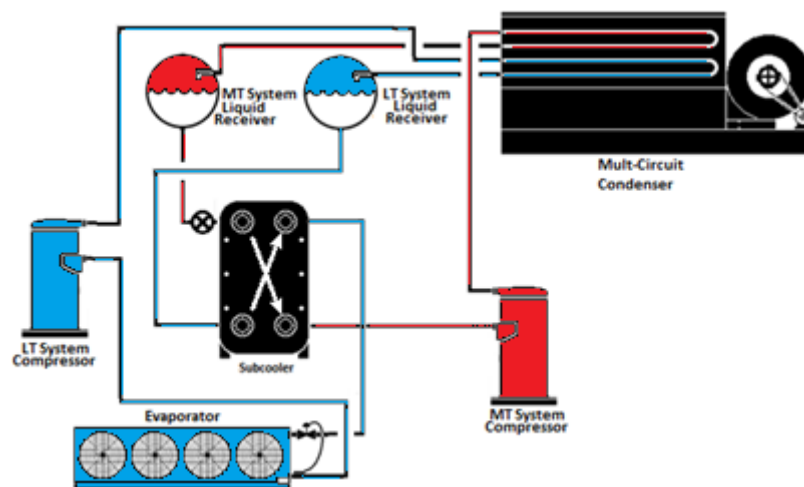 MT System
Liquid
Receiver
LT System
Liquid
Receiver
Mult-Circuit
Condenser
LT System
Compressor
Subcooler
Evaporator
MT System
Compressor